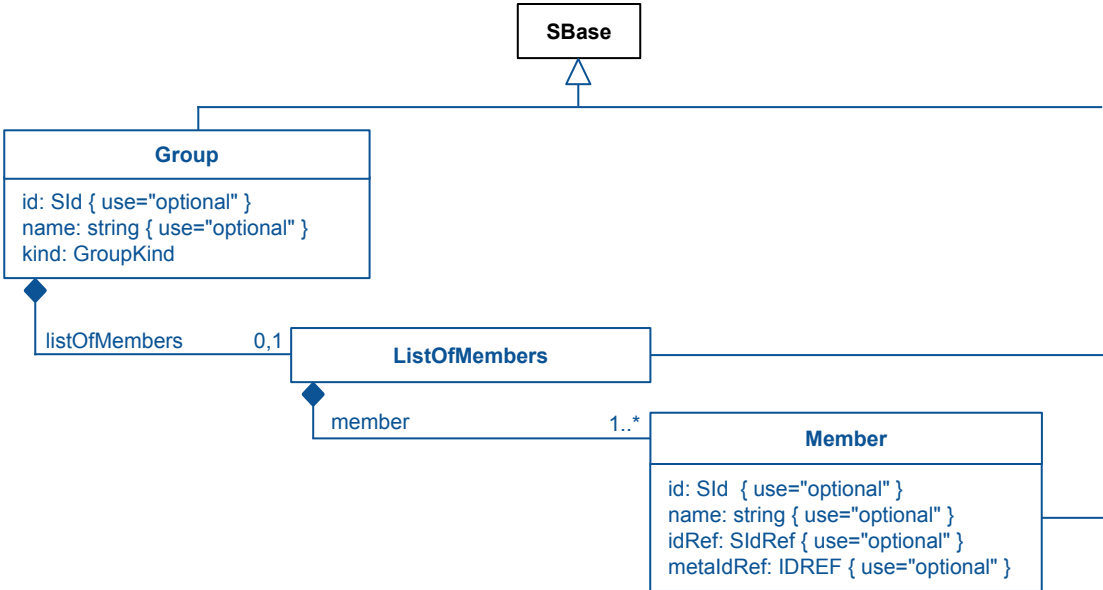 SBase
Group
id: SId { use="optional" }
name: string { use="optional" }
kind: GroupKind
listOfMembers 0,1
ListOfMembers
member 1..*
Member
id: SId { use="optional" }
name: string { use="optional" }
idRef: SIdRef { use="optional" }
metaIdRef: IDREF { use="optional" }